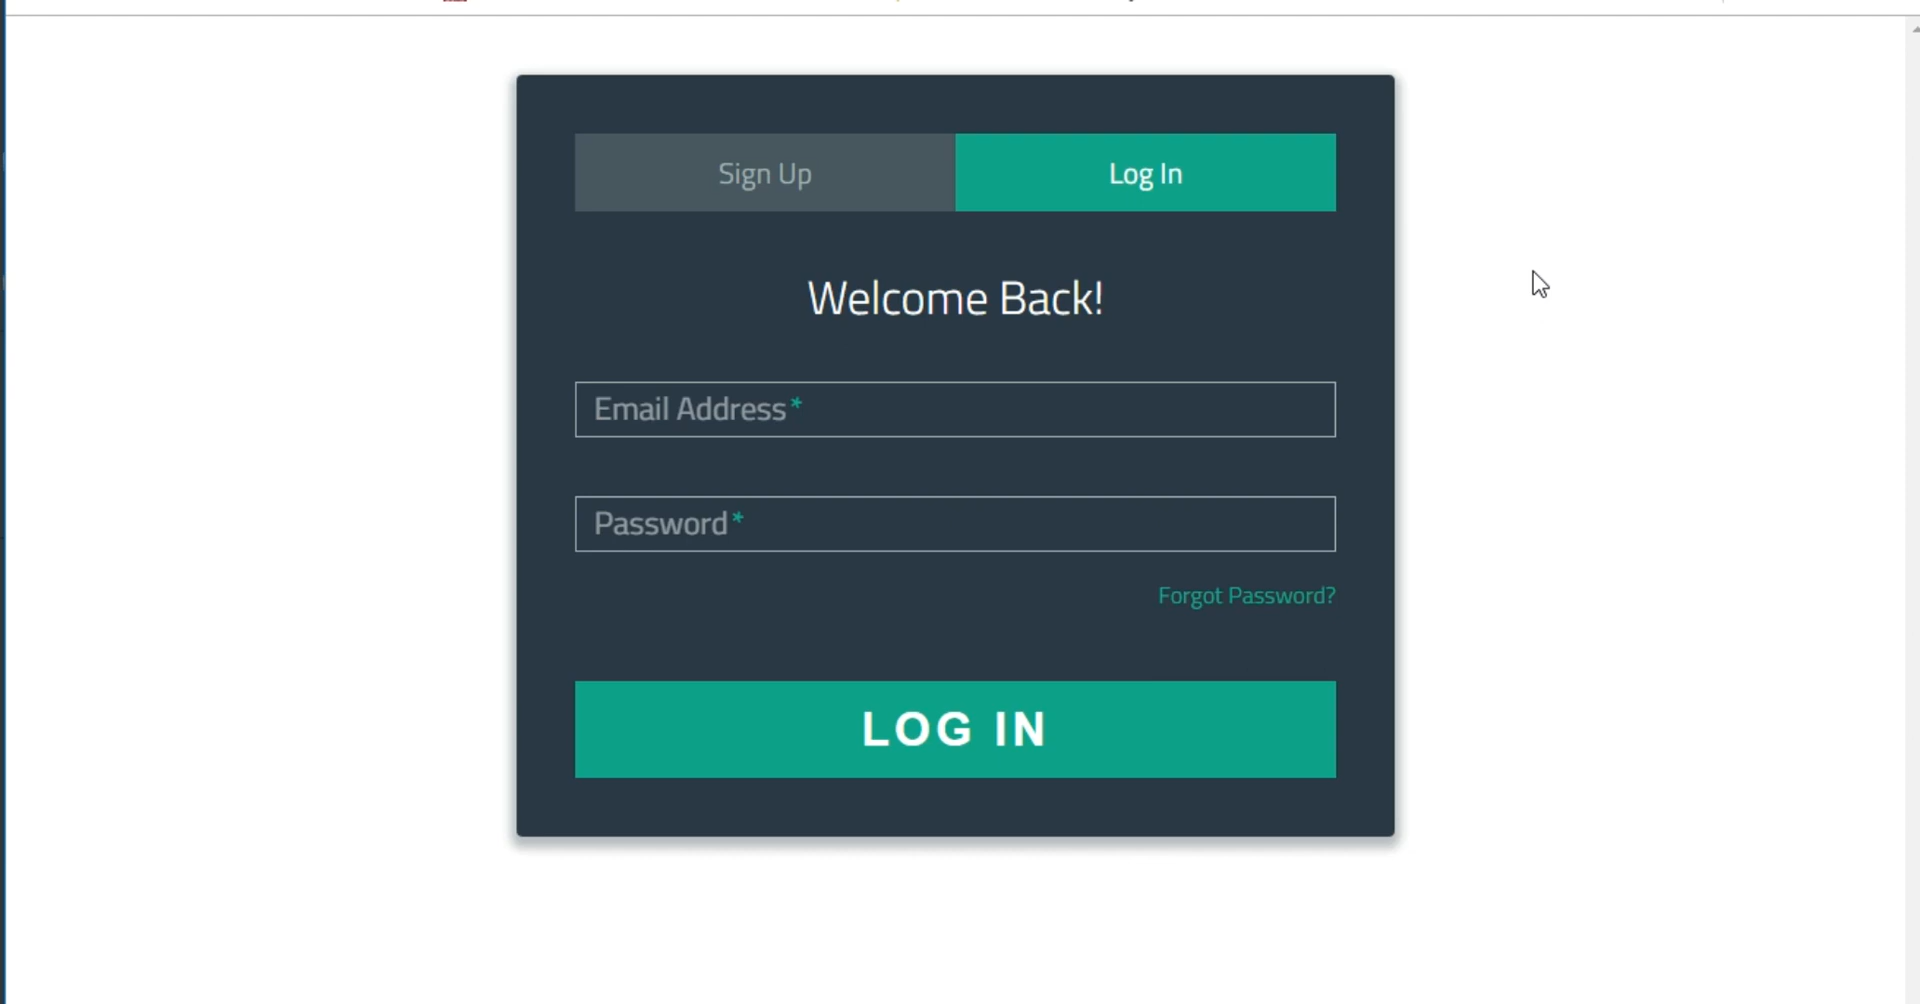 Sign Up
Log In
Welcome Back!
Email Address*
Password*
Forgot Password?
LOG IN